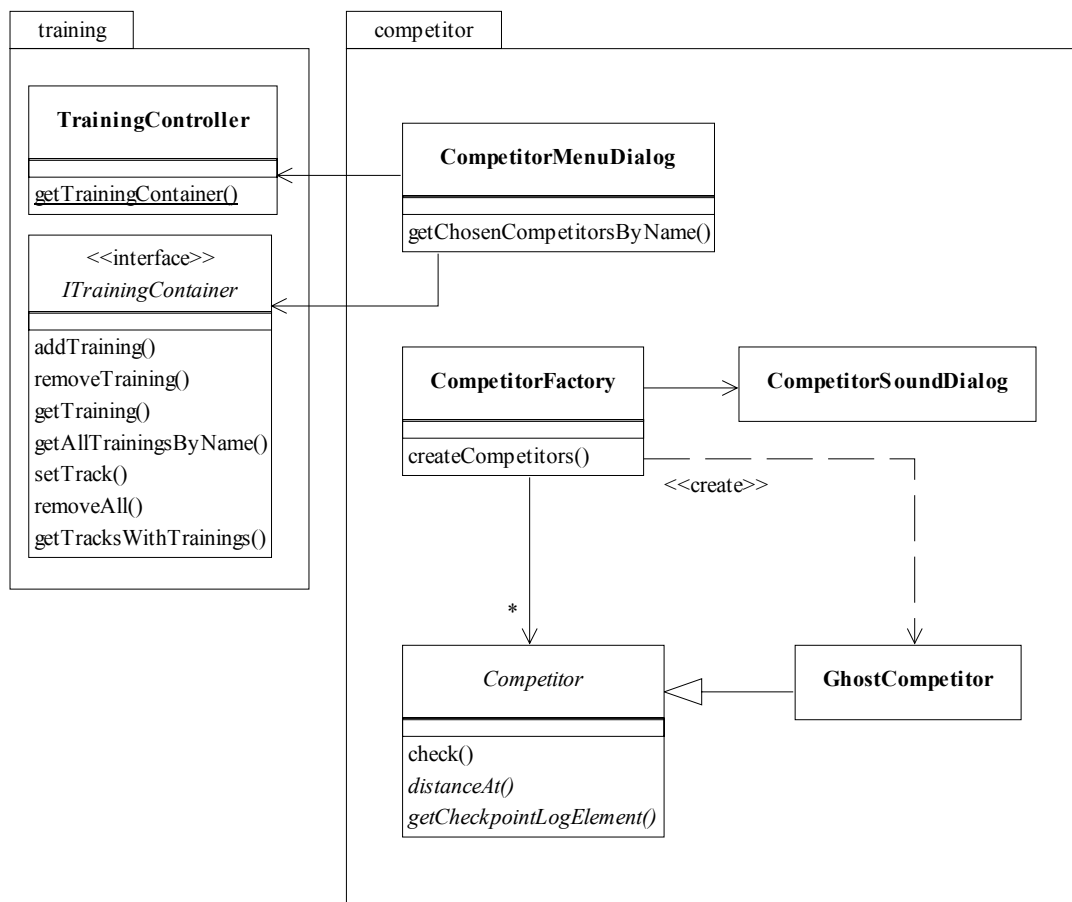 training
TrainingController
getTrainingContainer()
<<interface>>
ITrainingContainer
addTraining()
removeTraining()
getTraining()
getAllTrainingsByName()
setTrack()
removeAll()
getTracksWithTrainings()
competitor
CompetitorMenuDialog
getChosenCompetitorsByName()
CompetitorFactory
createCompetitors()
CompetitorSoundDialog
<<create>>
*
Competitor
check()
distanceAt()
getCheckpointLogElement()
GhostCompetitor